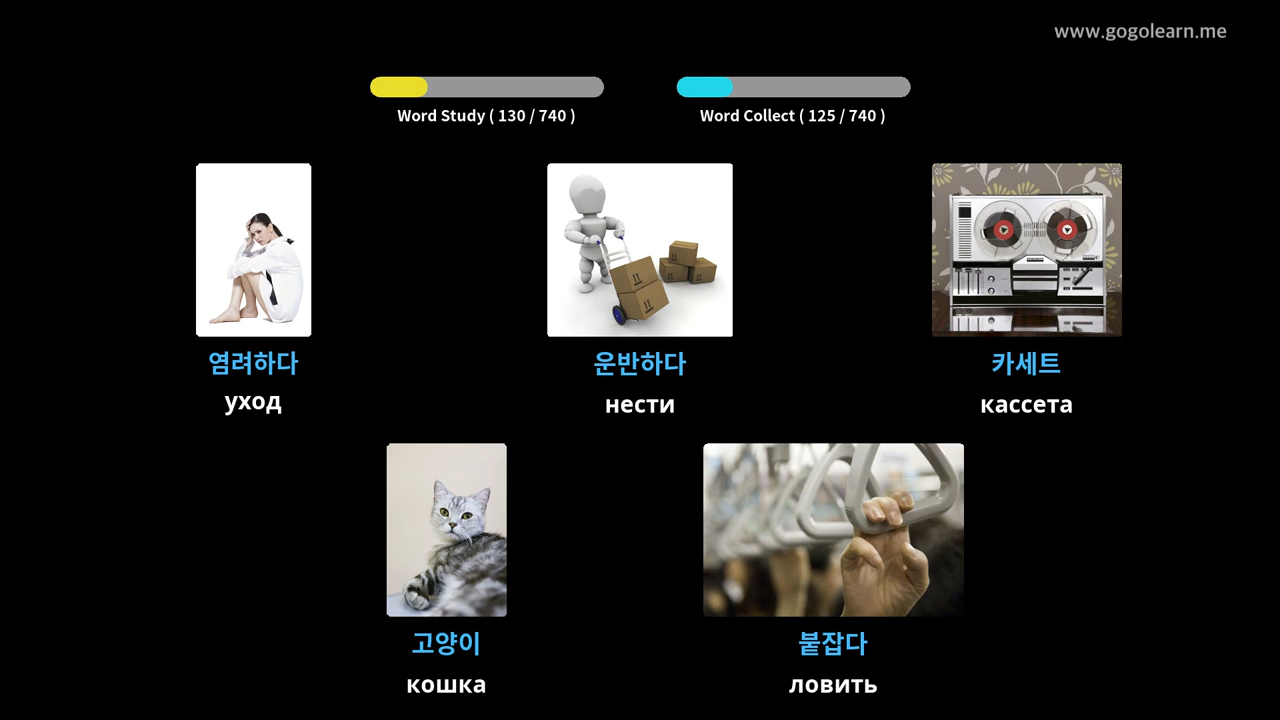 www.gogolearn.me
Word Study ( 130 / 740 )
Word Collect ( 125 / 740 )
염려하다
уход
운반하다
нести
카세트
кассета
고양이
кошка
붙잡다
ловить